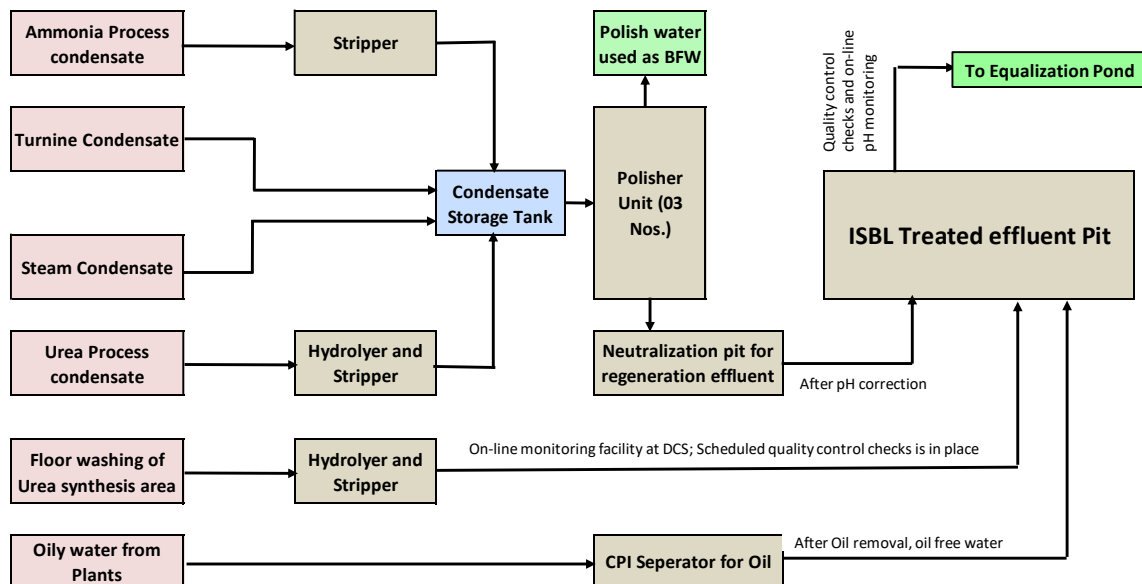 Ammonia Process
condensate
Stripper
Polish water
used as BFW
Quality control
checks and on-line
pH monitoring
To Equalization Pond
Turnine Condensate
Condensate
Storage Tank
Polisher
Unit (03
Nos.)
ISBL Treated effluent Pit
Steam Condensate
Urea Process
condensate
Hydrolyer and
Stripper
Neutralization pit for
regeneration effluent
After pH correction
Floor washing of
Urea synthesis area
Hydrolyer and
Stripper
On-line monitoring facility at DCS; Scheduled quality control checks is in place
Oily water from
Plants
CPI Seperator for Oil
After Oil removal, oil free water